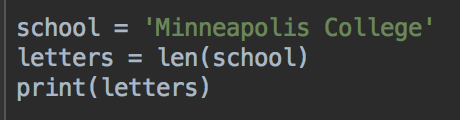 school = 'Minneapolis College'
letters = len(school)
print(letters)